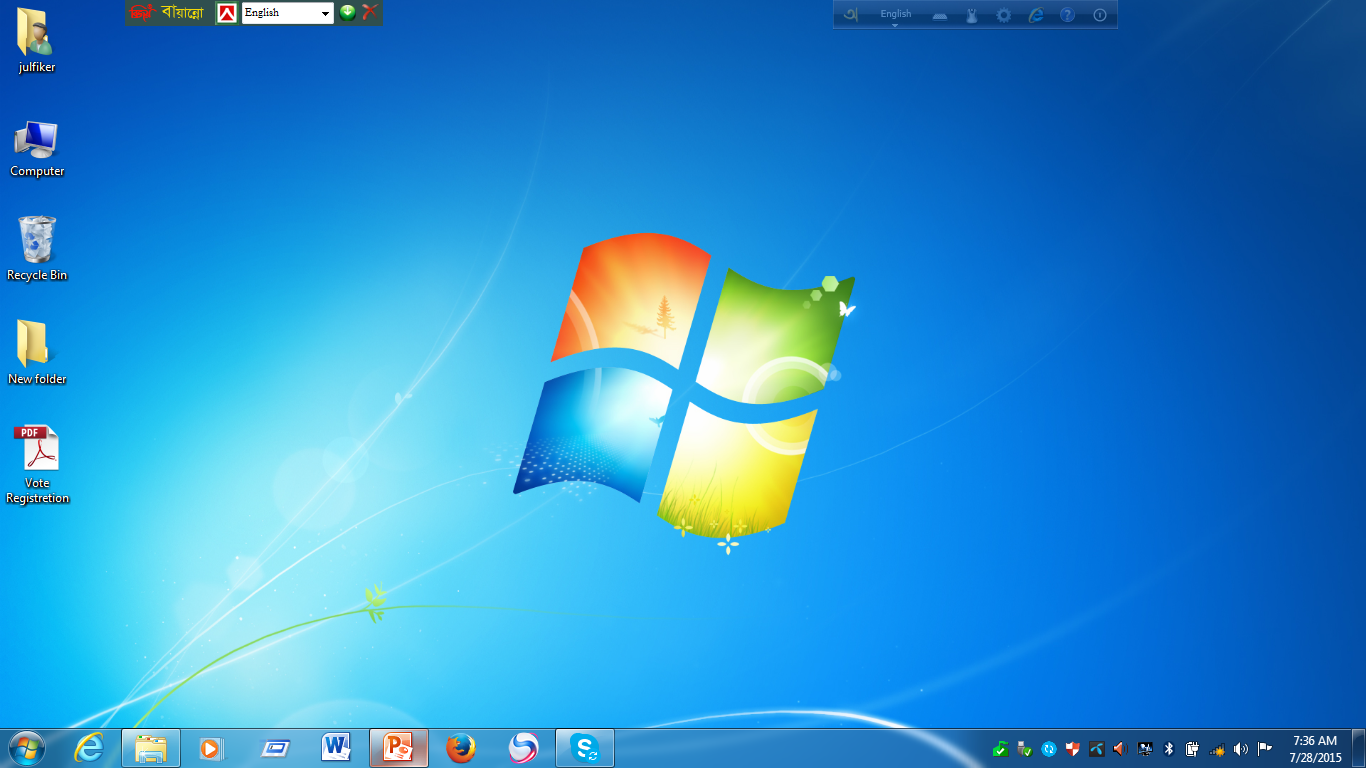 বায়ান্নো
English
অ
English
julfiker
Computer
Recycle Bin
New folder
PDF
Vote
Registretion
7:36 AM
7/28/2015